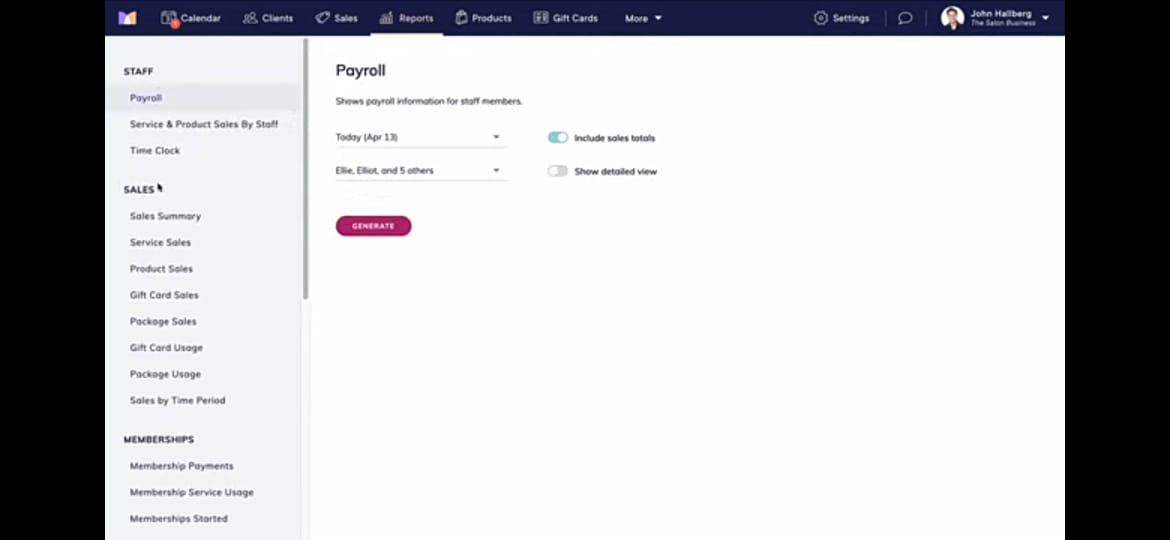 Calendar Clients Sales Reports Products Gift Cards More Settings John Hallberg
The Salon Business
STAFF
Payroll
Service & Product Sales By Staff
Time Clock
SALES
Sales Summary
Service Sales
Product Sales
Gift Card Sales
Package Sales
Gift Card Usage
Package Usage
Sales by Time Period
MEMBERSHIPS
Membership Payments
Membership Service Usage
Memberships Started
Payroll
Shows payroll information for staff members.
Today (Apr 13) Include sales totals
Ellie, Elliot, and 5 others Show detailed view
GENERATE